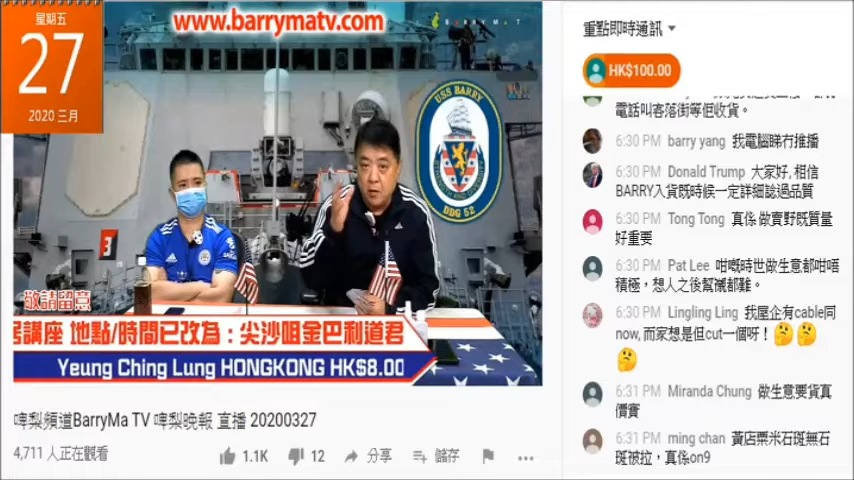 星期五
27
2020 三月
www.barrymatv.com
BARRYMAT
USS BARRY
DDG 52
3
敬請留意
居講座 地點/時間已改為：尖沙咀金巴利道君
Yeung Ching Lung HONGKONG HK$8.00
啤梨頻道BarryMa TV 啤梨晚報 直播 20200327
4,711 人正在觀看
1.1K
12
分享
儲存
重點即時通訊
HK$100.00
電話叫客落街等佢收貨。
6:30 PM barry yang 我電腦睇冇推播
6:30 PM Donald Trump 大家好, 相信
BARRY入貨既時候一定詳細誌過品質
6:30 PM Tong Tong 真係 做賣野既質量
好重要
6:30 PM Pat Lee 咁嘅時世做生意都咁唔
積極，想人之後幫襯都難。
6:30 PM Lingling Ling 我屋企有cable同
now, 而家想是但cut一個呀！
6:31 PM Miranda Chung 做生意要貨真
價實
6:31 PM ming chan 黃店粟米石斑無石
斑被拉，真係on9